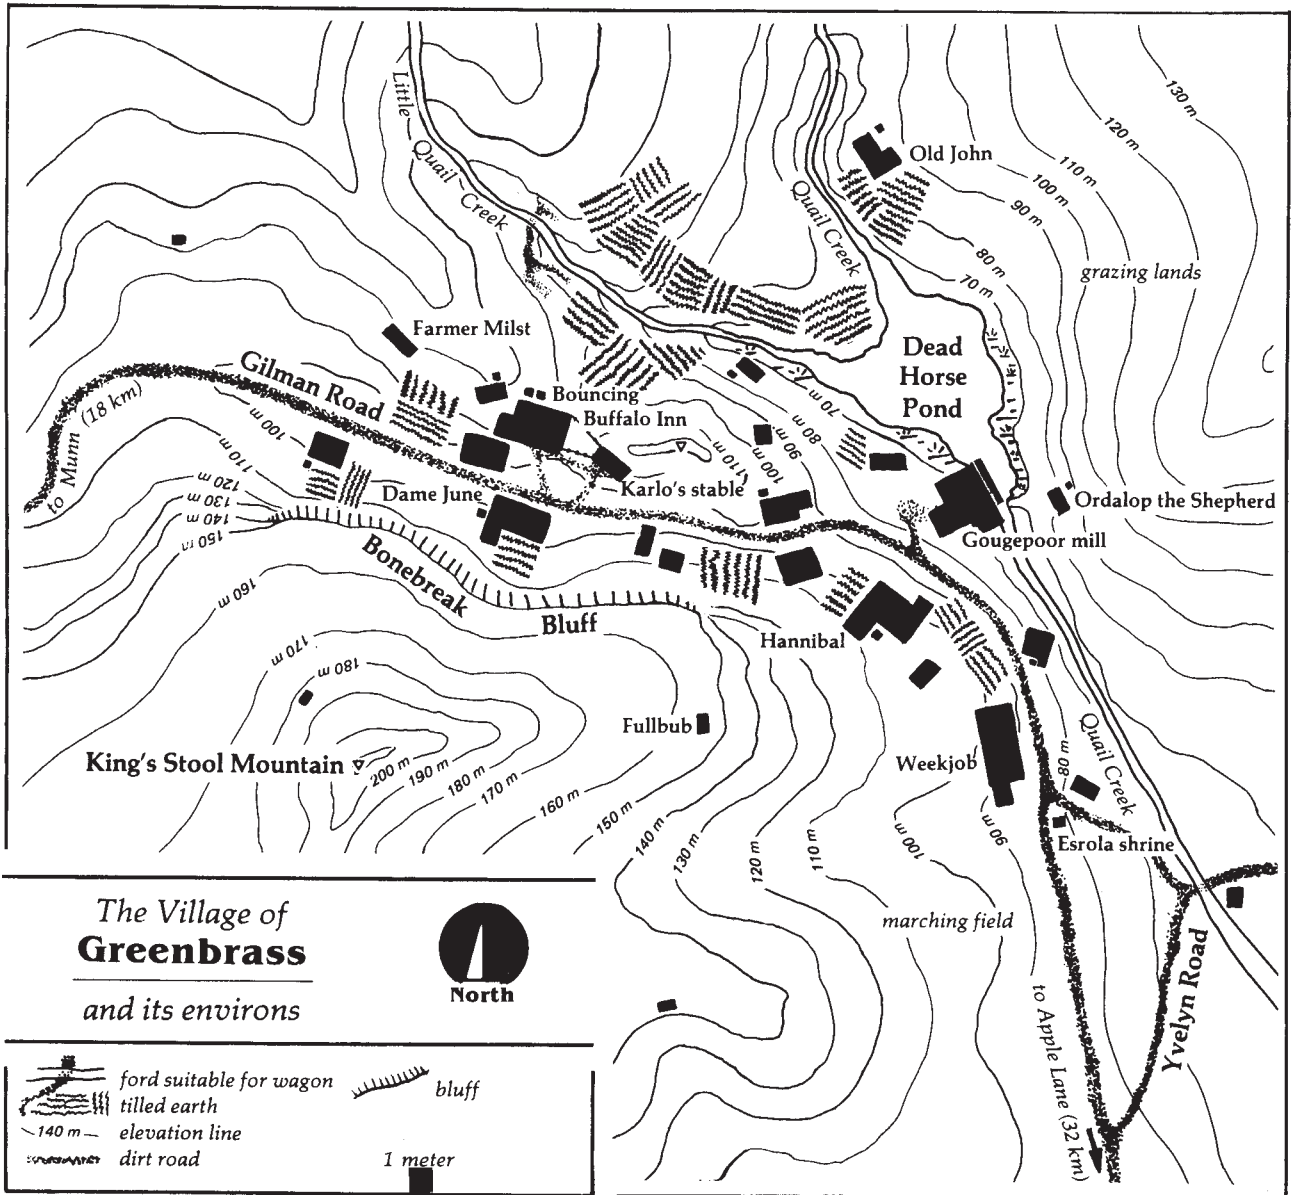 130 m
120 m
110 m
100 m
90 m
80 m
70 m
Little
Quail
Creek
Old John
Quail Creek
grazing lands
Farmer Milst
Gilman Road
to Munn (18 km)
Bouncing
Buffalo Inn
Dead
Horse
Pond
70 m
80 m
90 m
100 m
110 m
100 m
110 m
120 m
130 m
140 m
150 m
160 m
170 m
180 m
Dame June
Karlo's stable
Ordalop the Shepherd
Gougepoor mill
Bonebreak
Bluff
Hannibal
Fullbub
King's Stool Mountain
200 m
190 m
180 m
170 m
160 m
150 m
140 m
130 m
120 m
110 m
100 m
90 m
80 m
Weekjob
Quail Creek
Esrola shrine
marching field
to Apple Lane (32 km)
Yvelyn Road
The Village of
Greenbrass
and its environs
North
ford suitable for wagon
tilled earth
140 m
elevation line
dirt road
bluff
1 meter